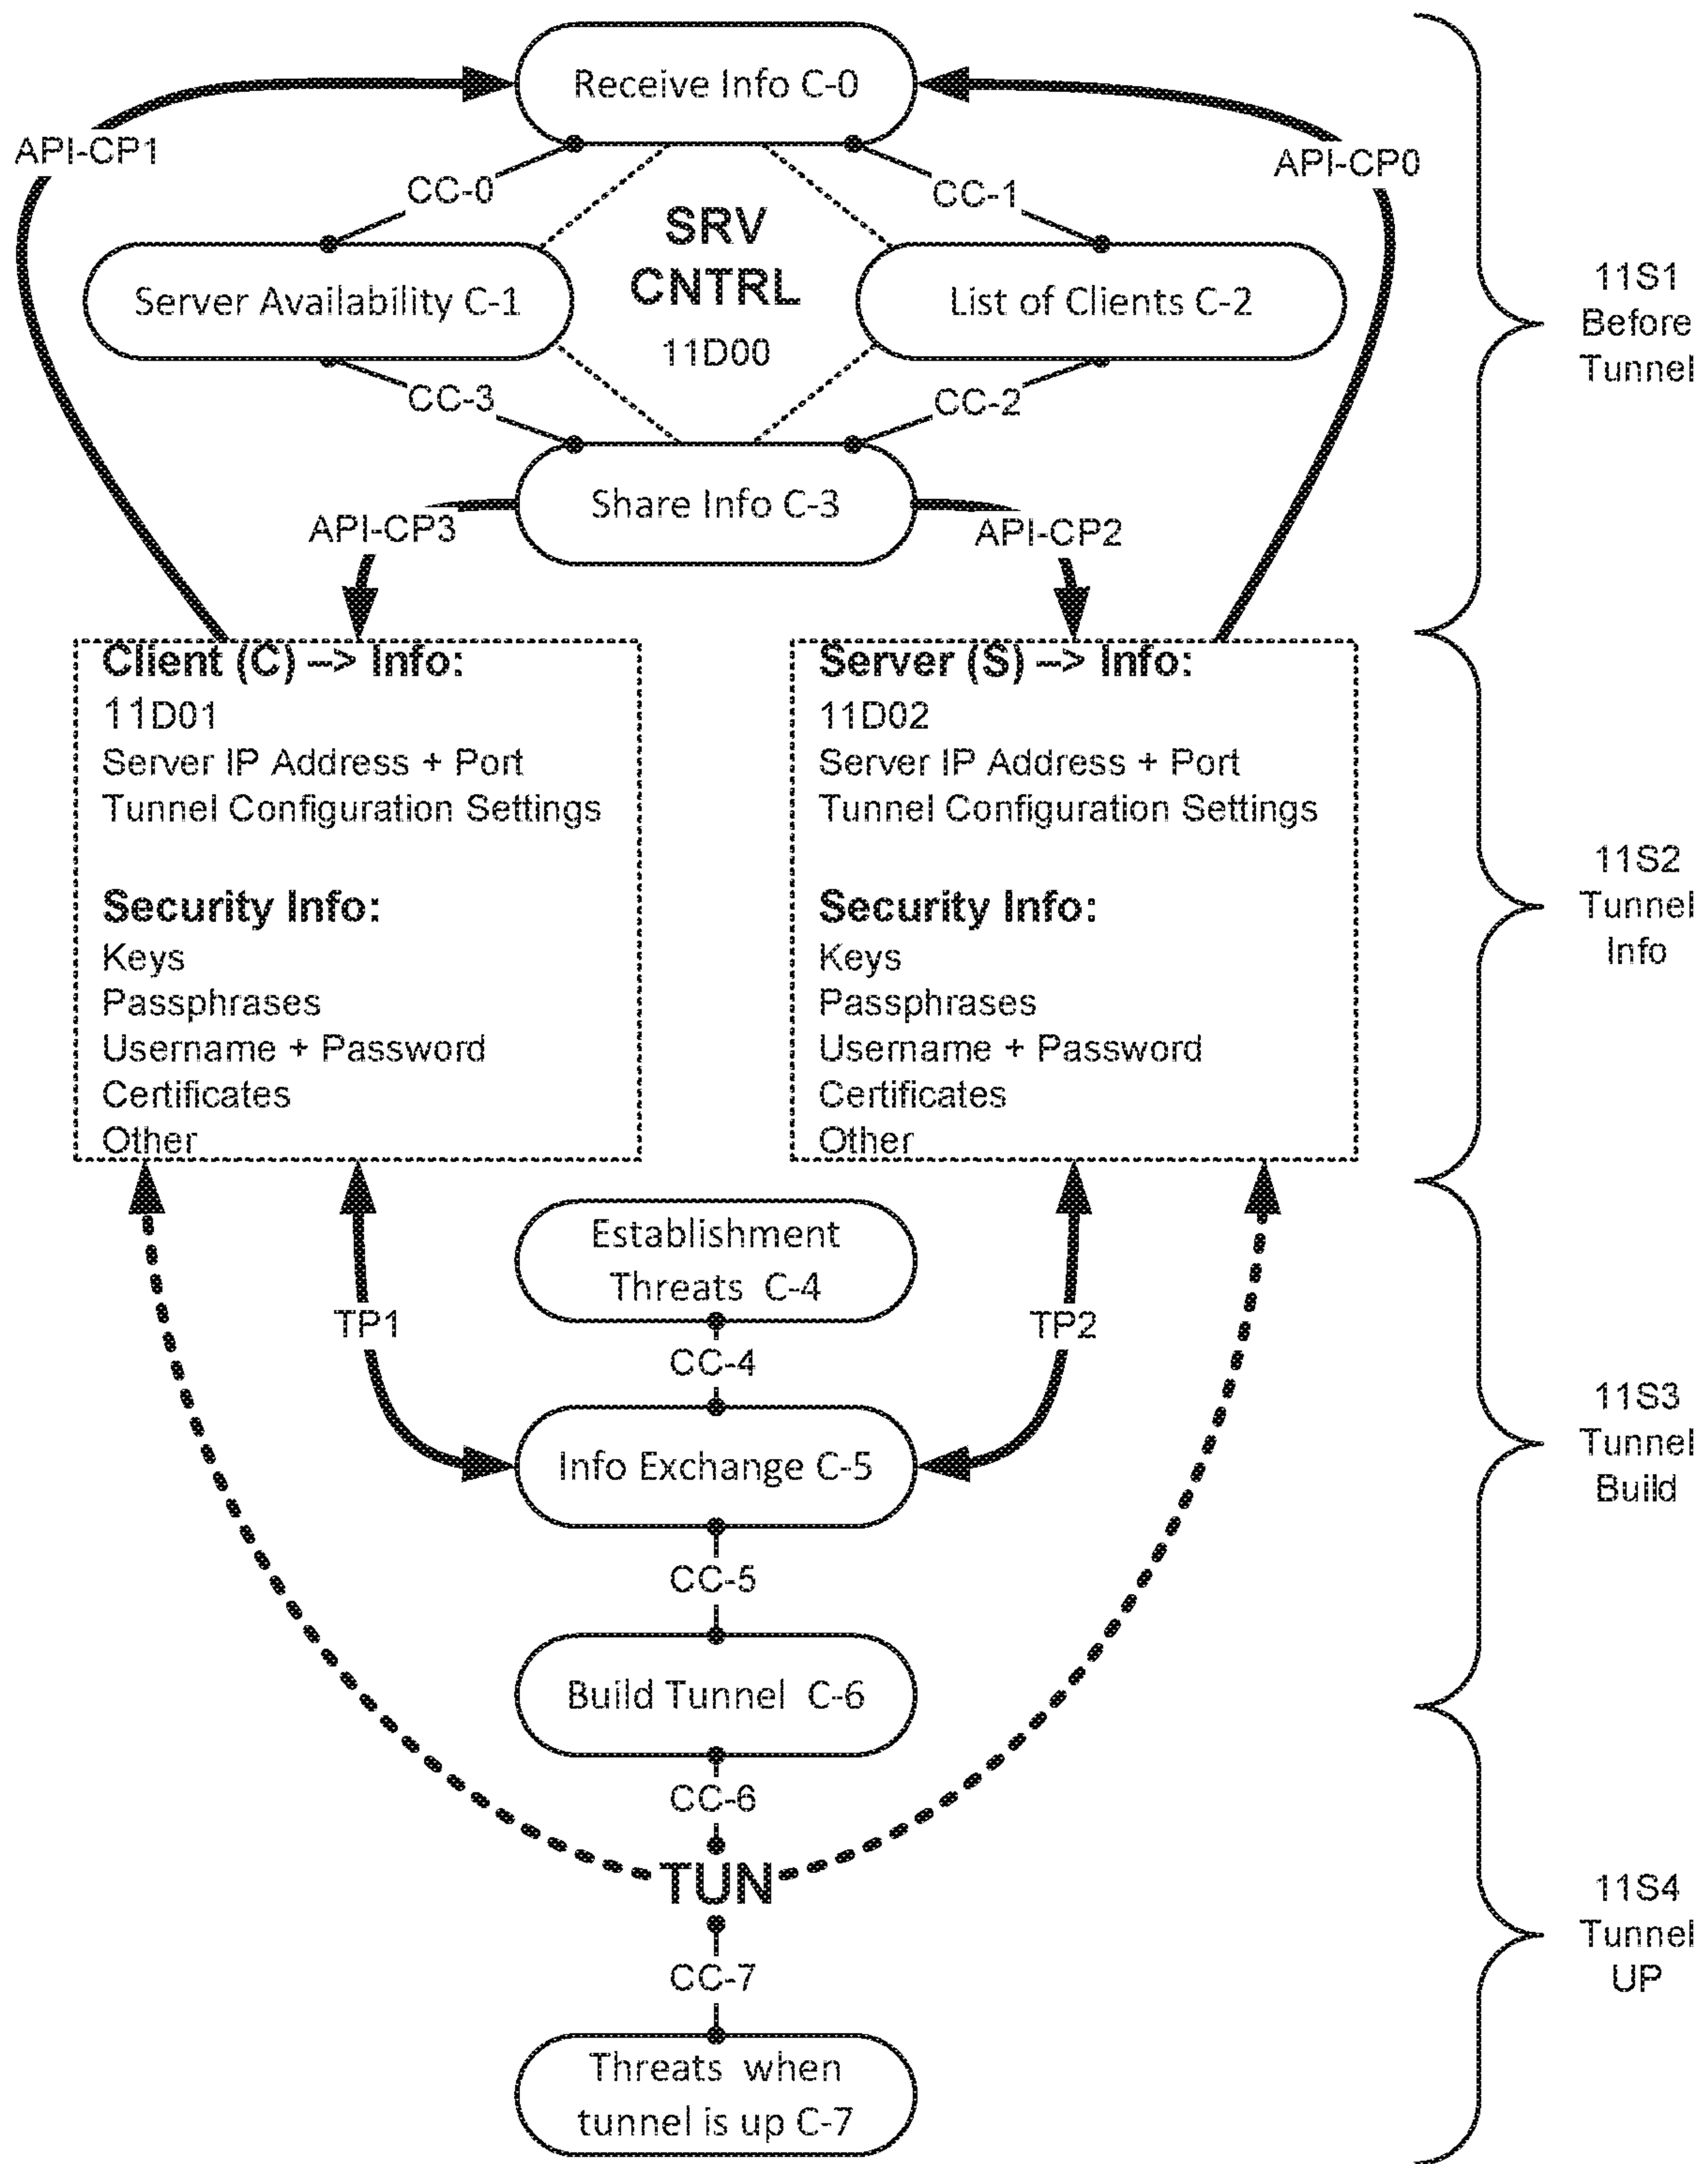 Receive Info C-0
API-CP1
API-CP0
CC-0
CC-1
SRV
CNTRL
11D00
Server Availability C-1
List of Clients C-2
11S1
Before
Tunnel
CC-3
CC-2
Share Info C-3
API-CP3
API-CP2
Client (C) --> Info:
11D01
Server IP Address + Port
Tunnel Configuration Settings
Security Info:
Keys
Passphrases
Username + Password
Certificates
Other
Server (S) --> Info:
11D02
Server IP Address + Port
Tunnel Configuration Settings
Security Info:
Keys
Passphrases
Username + Password
Certificates
Other
11S2
Tunnel
Info
Establishment
Threats C-4
TP1
TP2
CC-4
Info Exchange C-5
11S3
Tunnel
Build
CC-5
Build Tunnel C-6
CC-6
TUN
11S4
Tunnel
UP
CC-7
Threats when
tunnel is up C-7